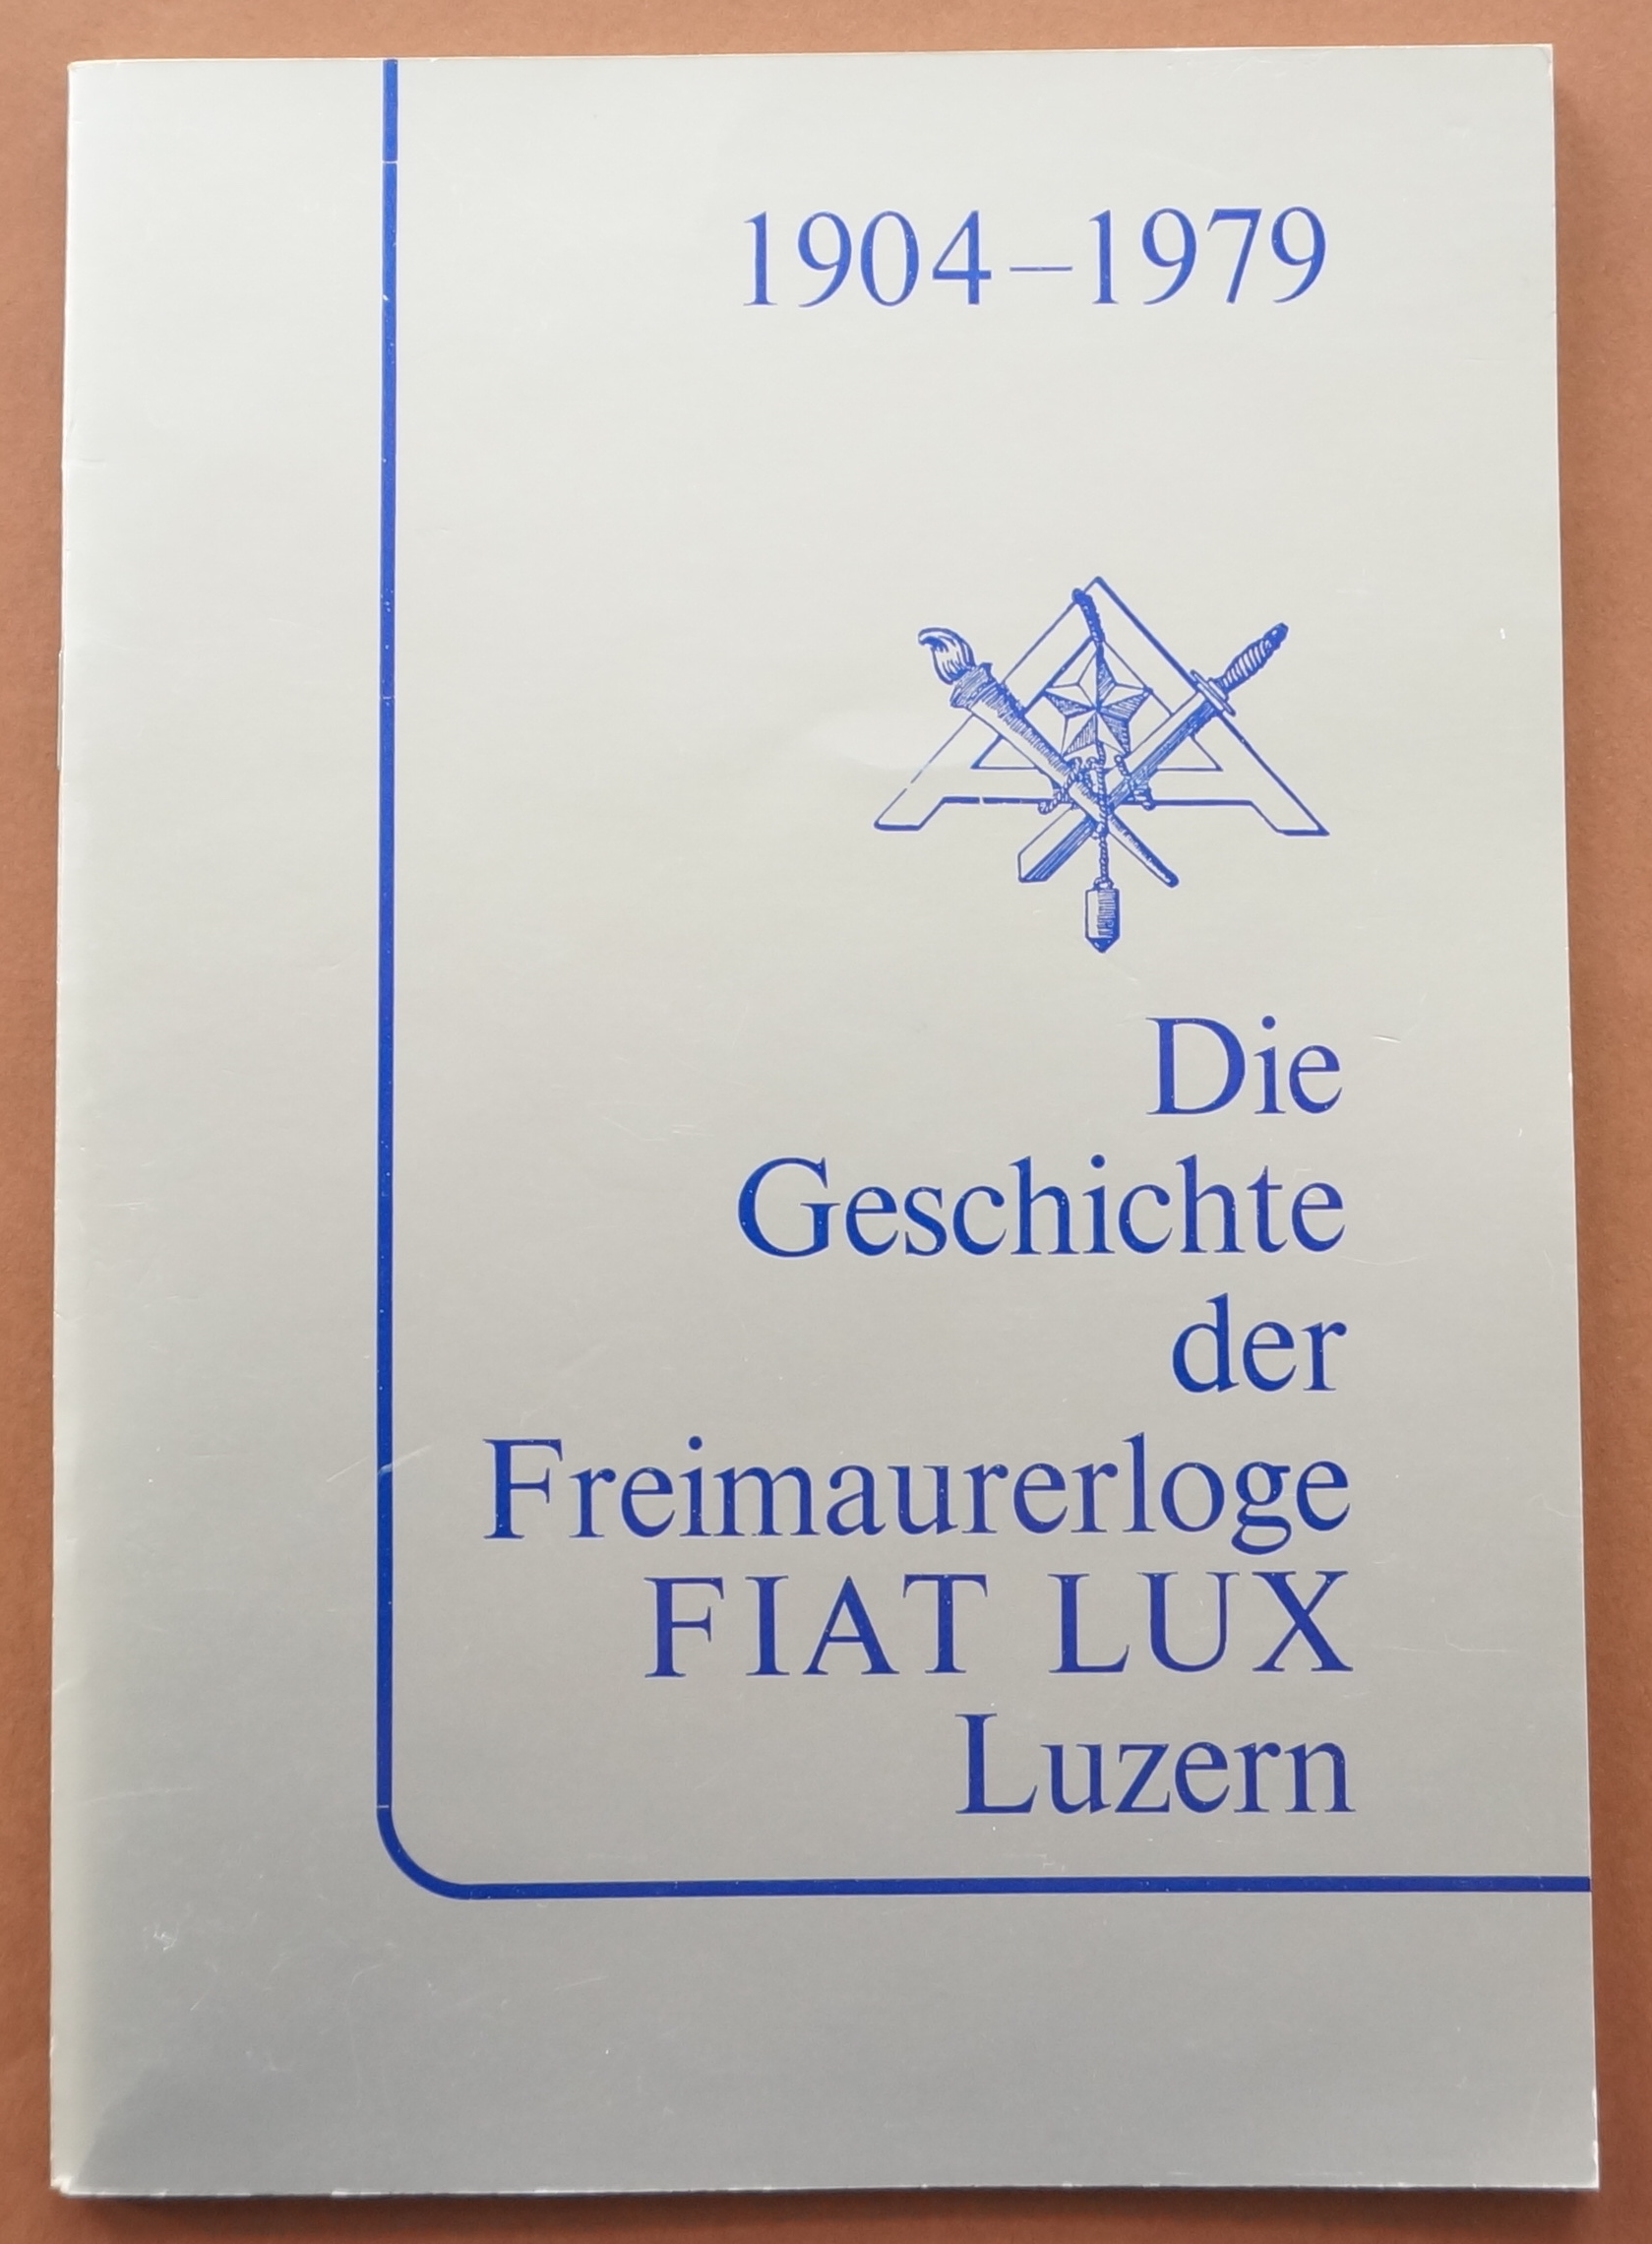 1904–1979
Die
Geschichte
der
Freimaurerloge
FIAT LUX
Luzern